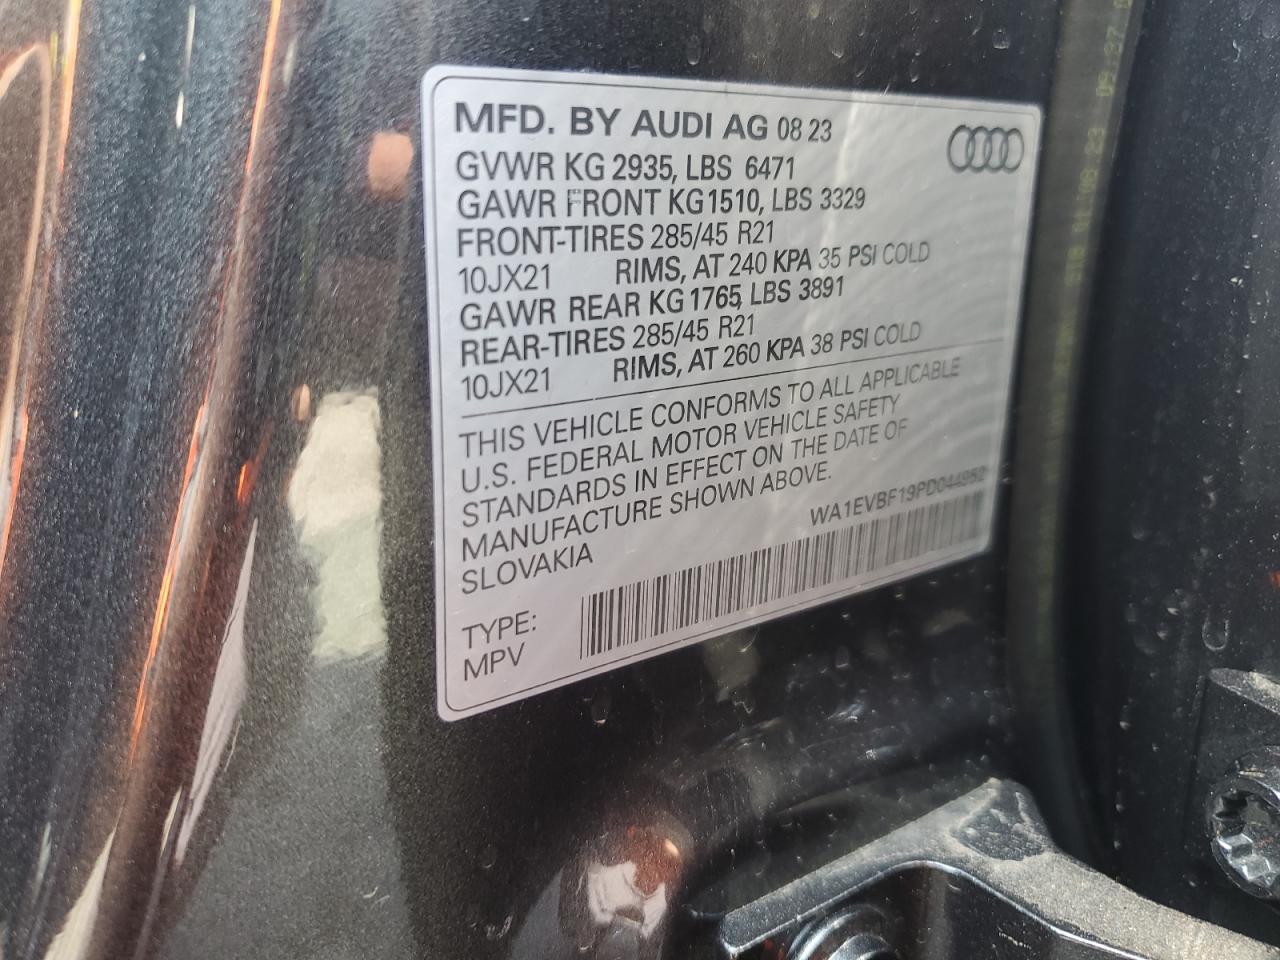 MFD. BY AUDI AG 08 23
GVWR KG 2935, LBS 6471
GAWR FRONT KG1510, LBS 3329
FRONT-TIRES 285/45 R21
10JX21 RIMS, AT 240 KPA 35 PSI COLD
GAWR REAR KG1765, LBS 3891
REAR-TIRES 285/45 R21
10JX21 RIMS, AT 260 KPA 38 PSI COLD
THIS VEHICLE CONFORMS TO ALL APPLICABLE
U.S. FEDERAL MOTOR VEHICLE SAFETY
STANDARDS IN EFFECT ON THE DATE OF
MANUFACTURE SHOWN ABOVE.
WA1EVBF19PD044952
SLOVAKIA
TYPE:
MPV